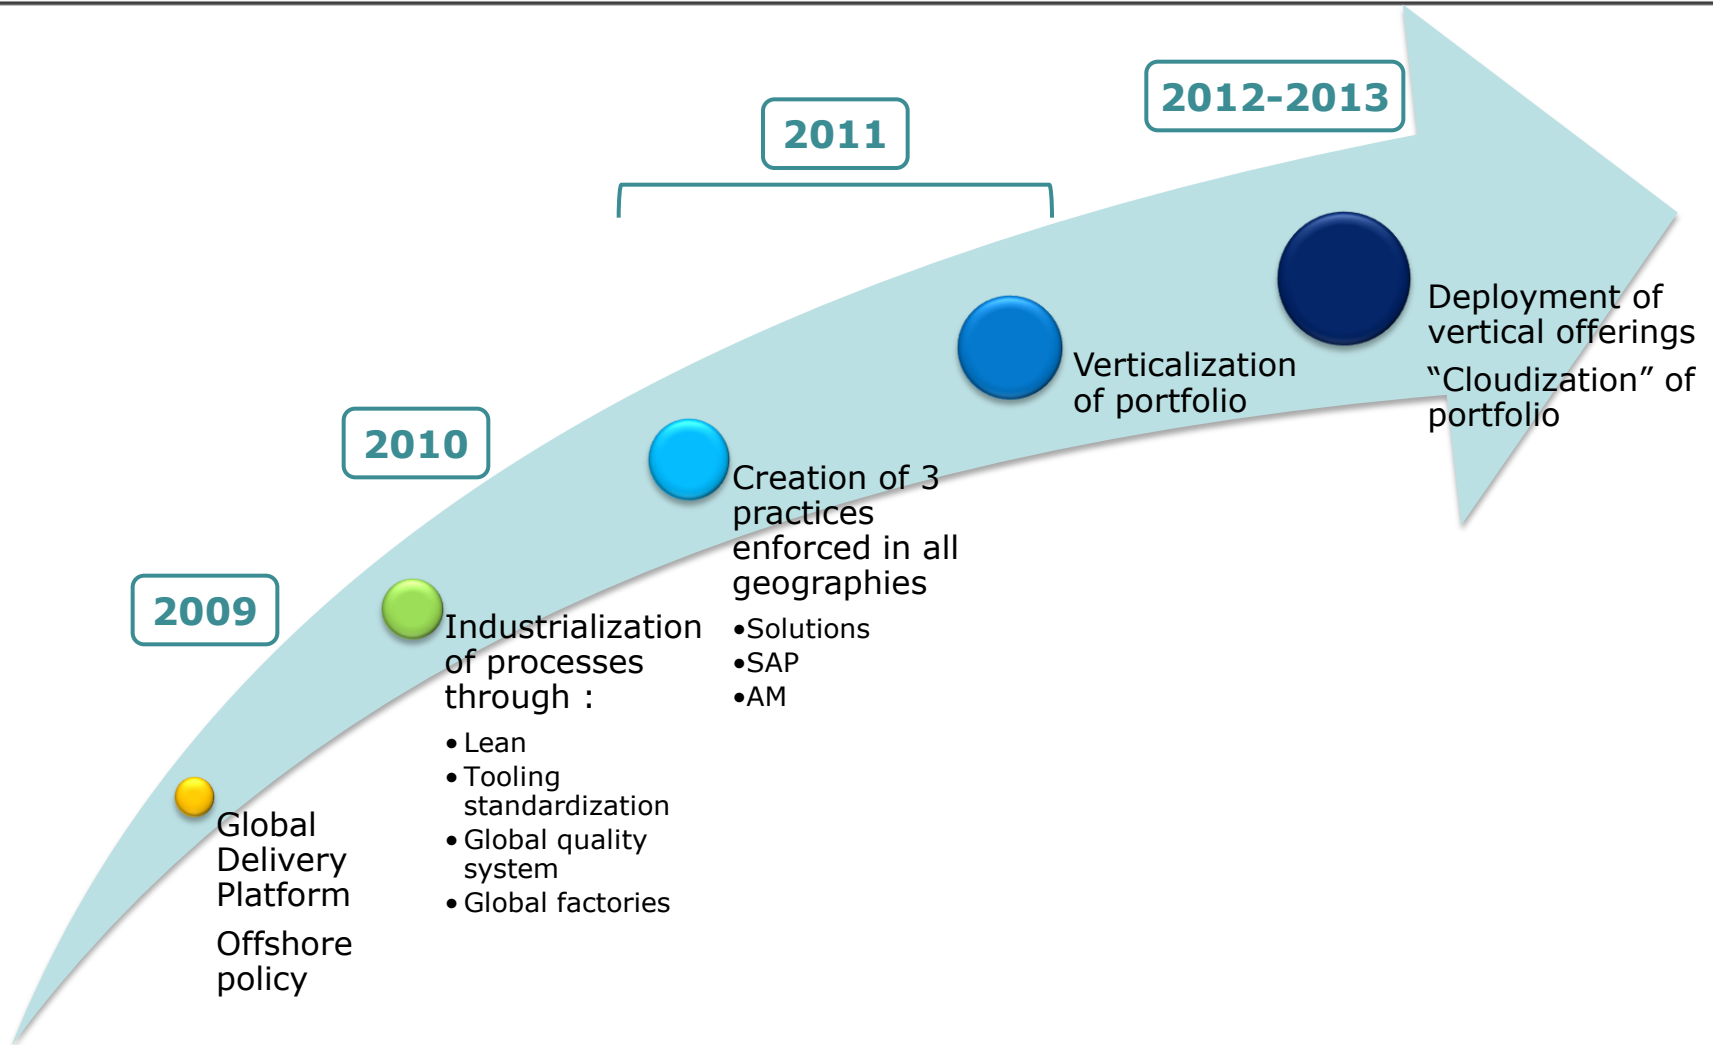 2009
Global
Delivery
Platform
Offshore
policy
2010
Industrialization
of processes
through :
• Lean
• Tooling
standardization
• Global quality
system
• Global factories
2011
Creation of 3
practices
enforced in all
geographies
•Solutions
•SAP
•AM
Verticalization
of portfolio
2012-2013
Deployment of
vertical offerings
“Cloudization” of
portfolio